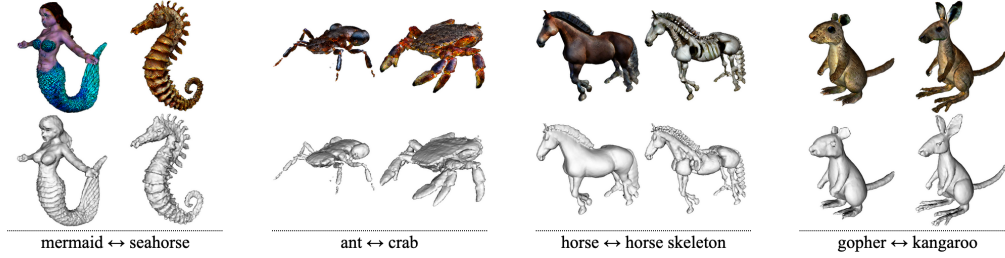 mermaid ↔ seahorse
ant ↔ crab
horse ↔ horse skeleton
gopher ↔ kangaroo